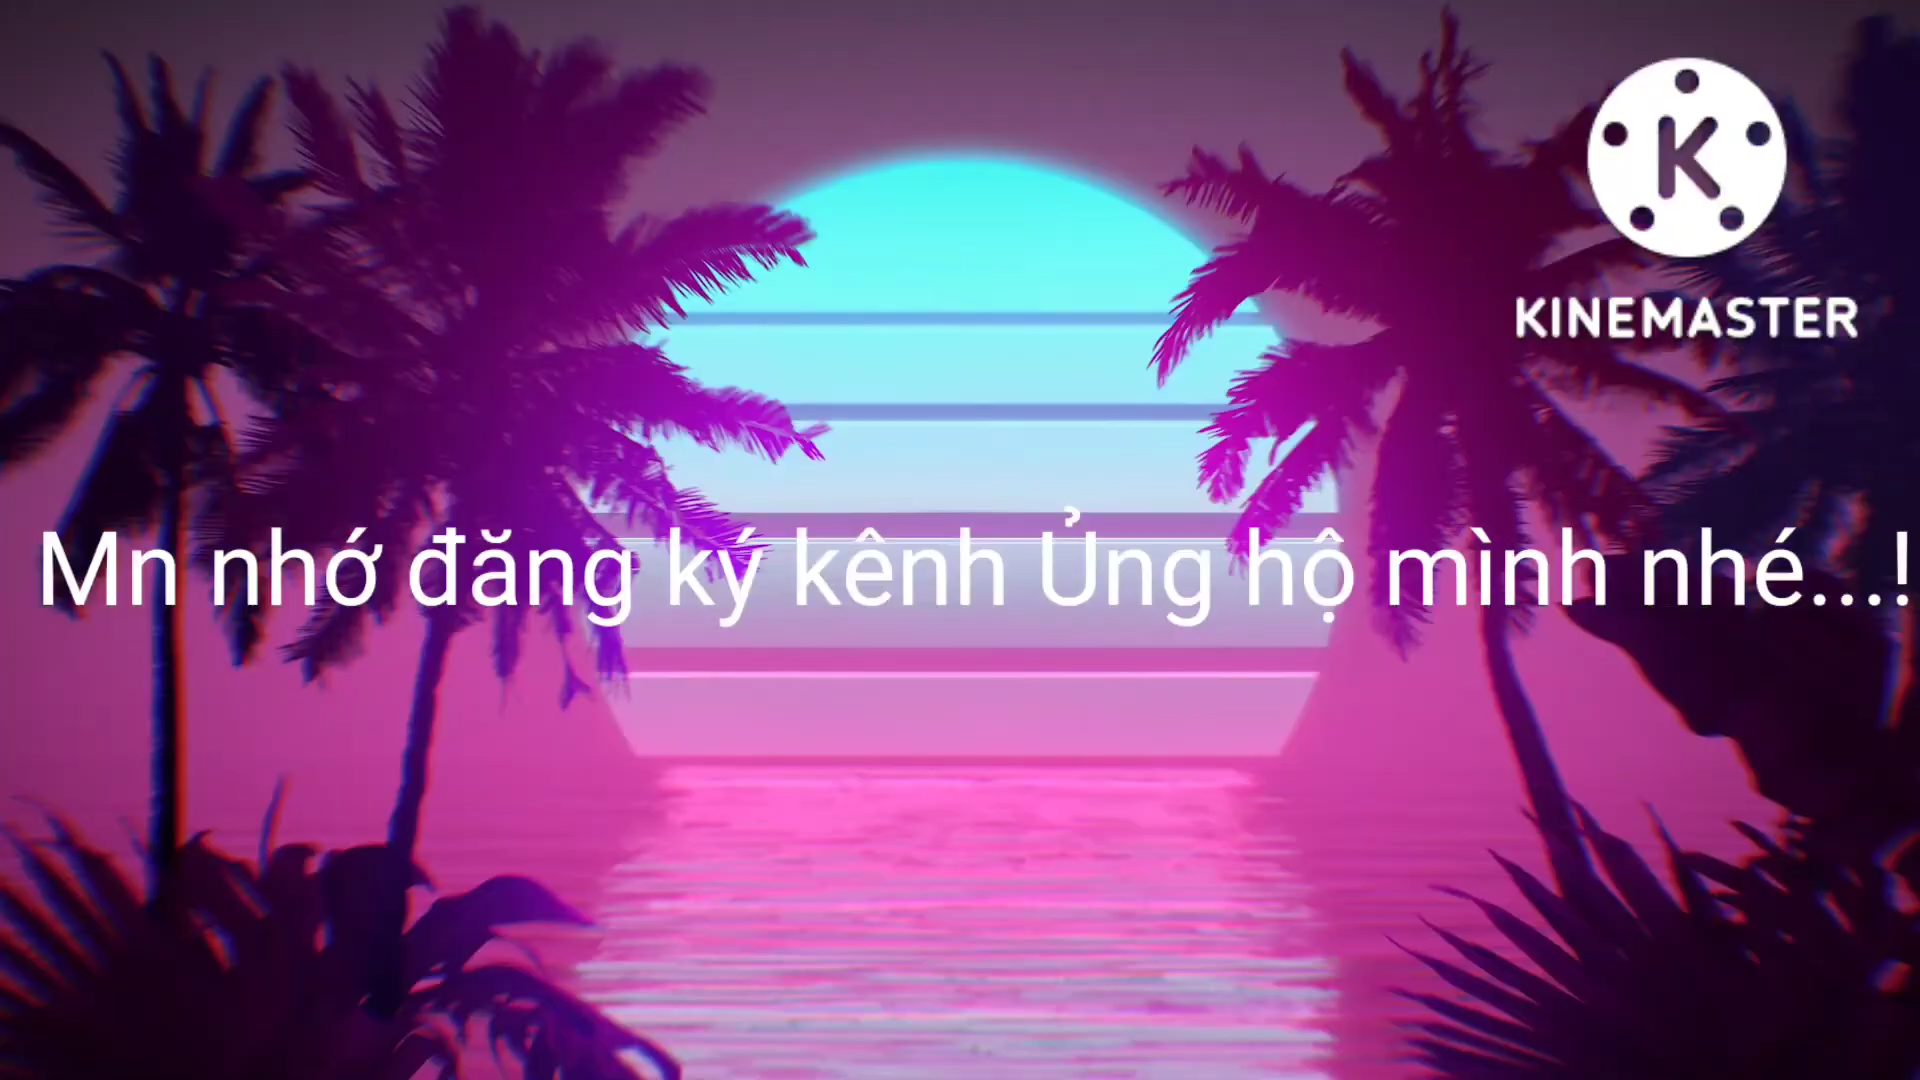 K
KINEMASTER
Mn nhớ đăng ký kênh Ủng hộ mình nhé...!